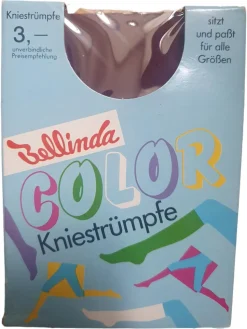 Kniestrümpfe
3,—
unverbindliche
Preisempfehlung
sitzt
und paßt
für alle
Größen
Bellinda
COLOR
Kniestrümpfe